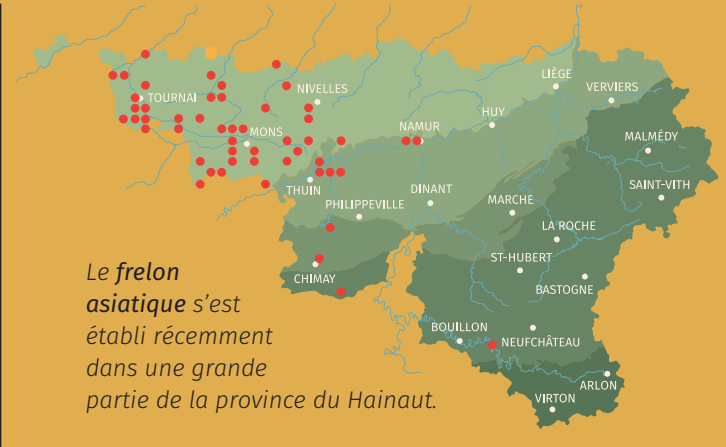 LIÈGE
VERVIERS
NIVELLES
TOURNAI
HUY
MONS
NAMUR
MALMÉDY
SAINT-VITH
THUIN
DINANT
PHILIPPEVILLE
MARCHE
LA ROCHE
ST-HUBERT
CHIMAY
BASTOGNE
BOUILLON
NEUFCHÂTEAU
ARLON
VIRTON
Le frelon
asiatique s’est
établi récemment
dans une grande
partie de la province du Hainaut.